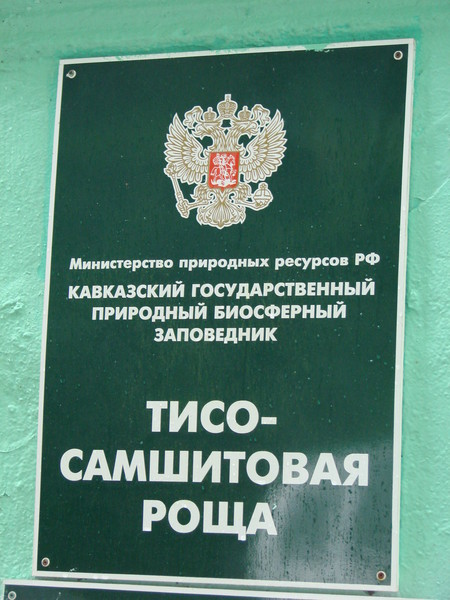 Министерство природных ресурсов РФ
КАВКАЗСКИЙ ГОСУДАРСТВЕННЫЙ
ПРИРОДНЫЙ БИОСФЕРНЫЙ
ЗАПОВЕДНИК
ТИСО-
САМШИТОВАЯ
РОЩА